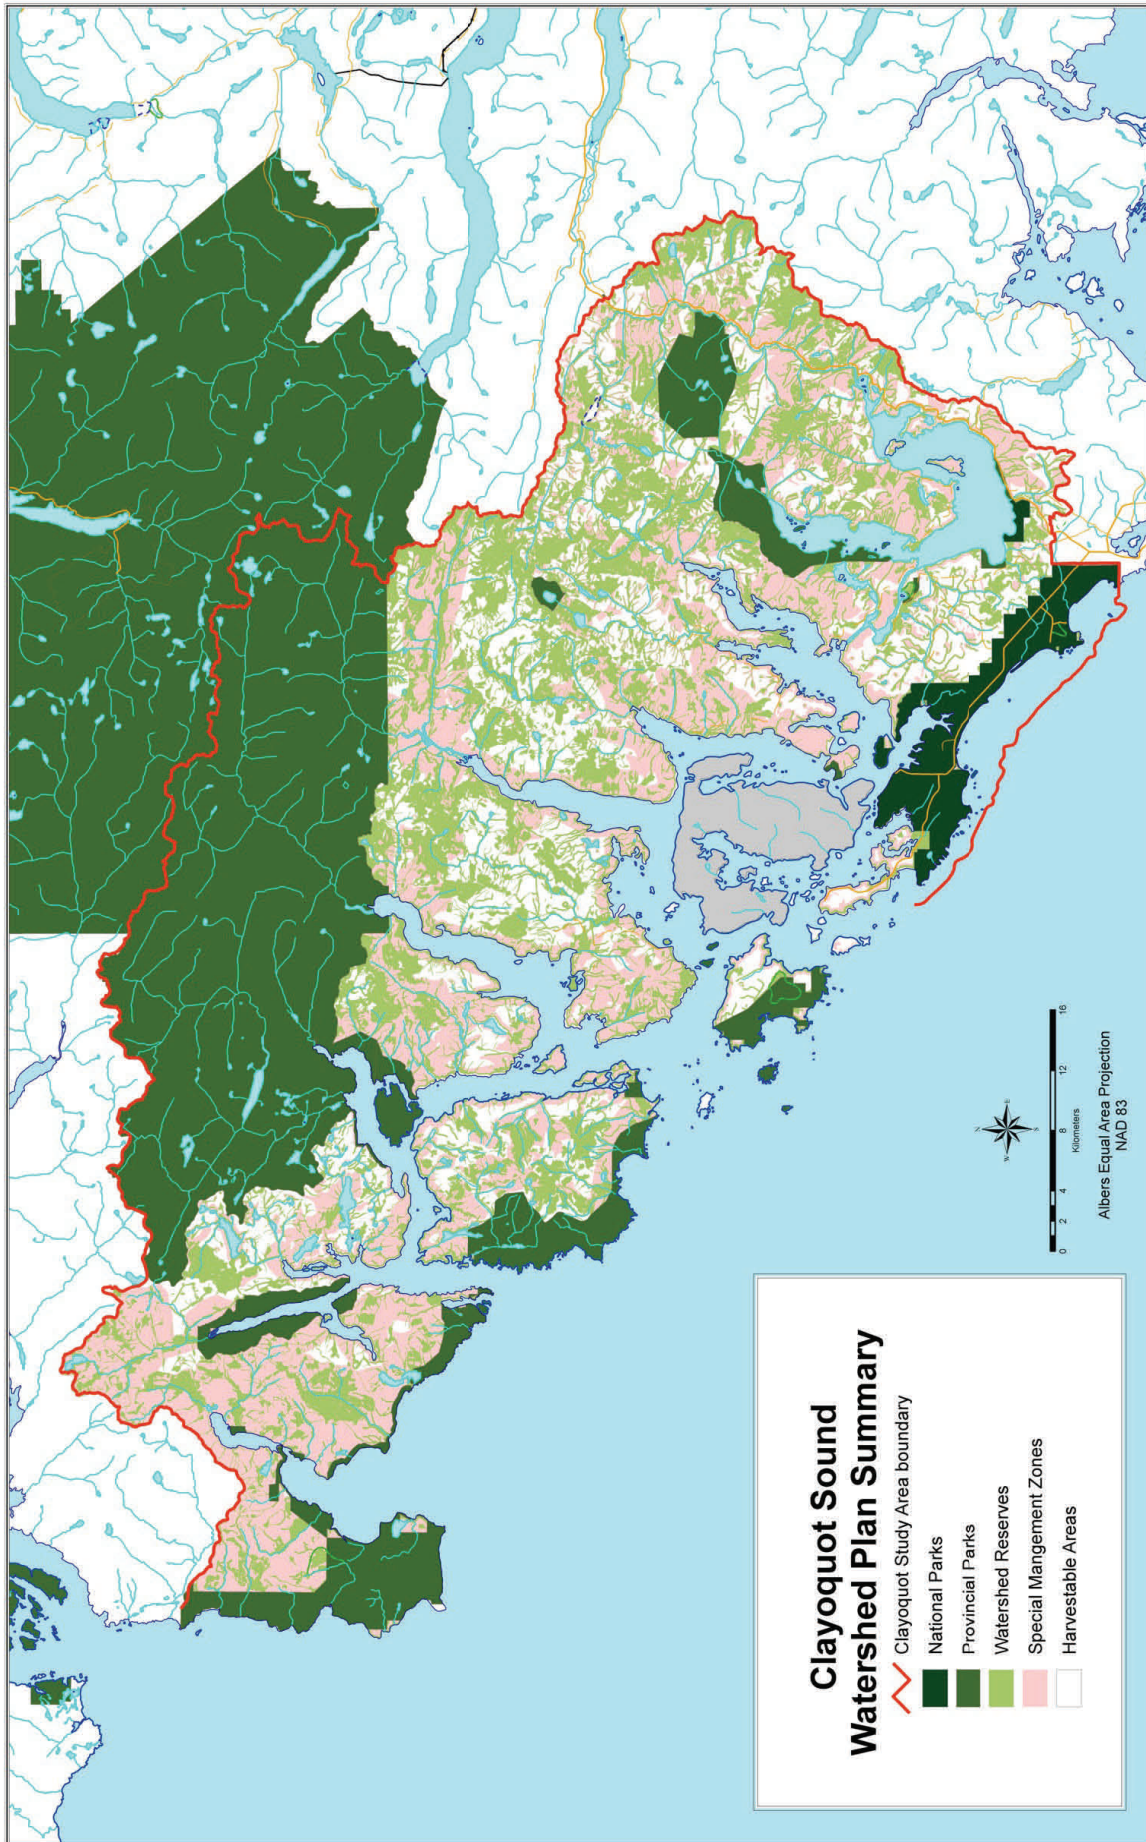 Clayoquot Sound
Watershed Plan Summary
Clayoquot Study Area boundary
National Parks
Provincial Parks
Watershed Reserves
Special Mangement Zones
Harvestable Areas
N
W
E
S
0 2 4 8 12 16
Kilometers
Albers Equal Area Projection
NAD 83